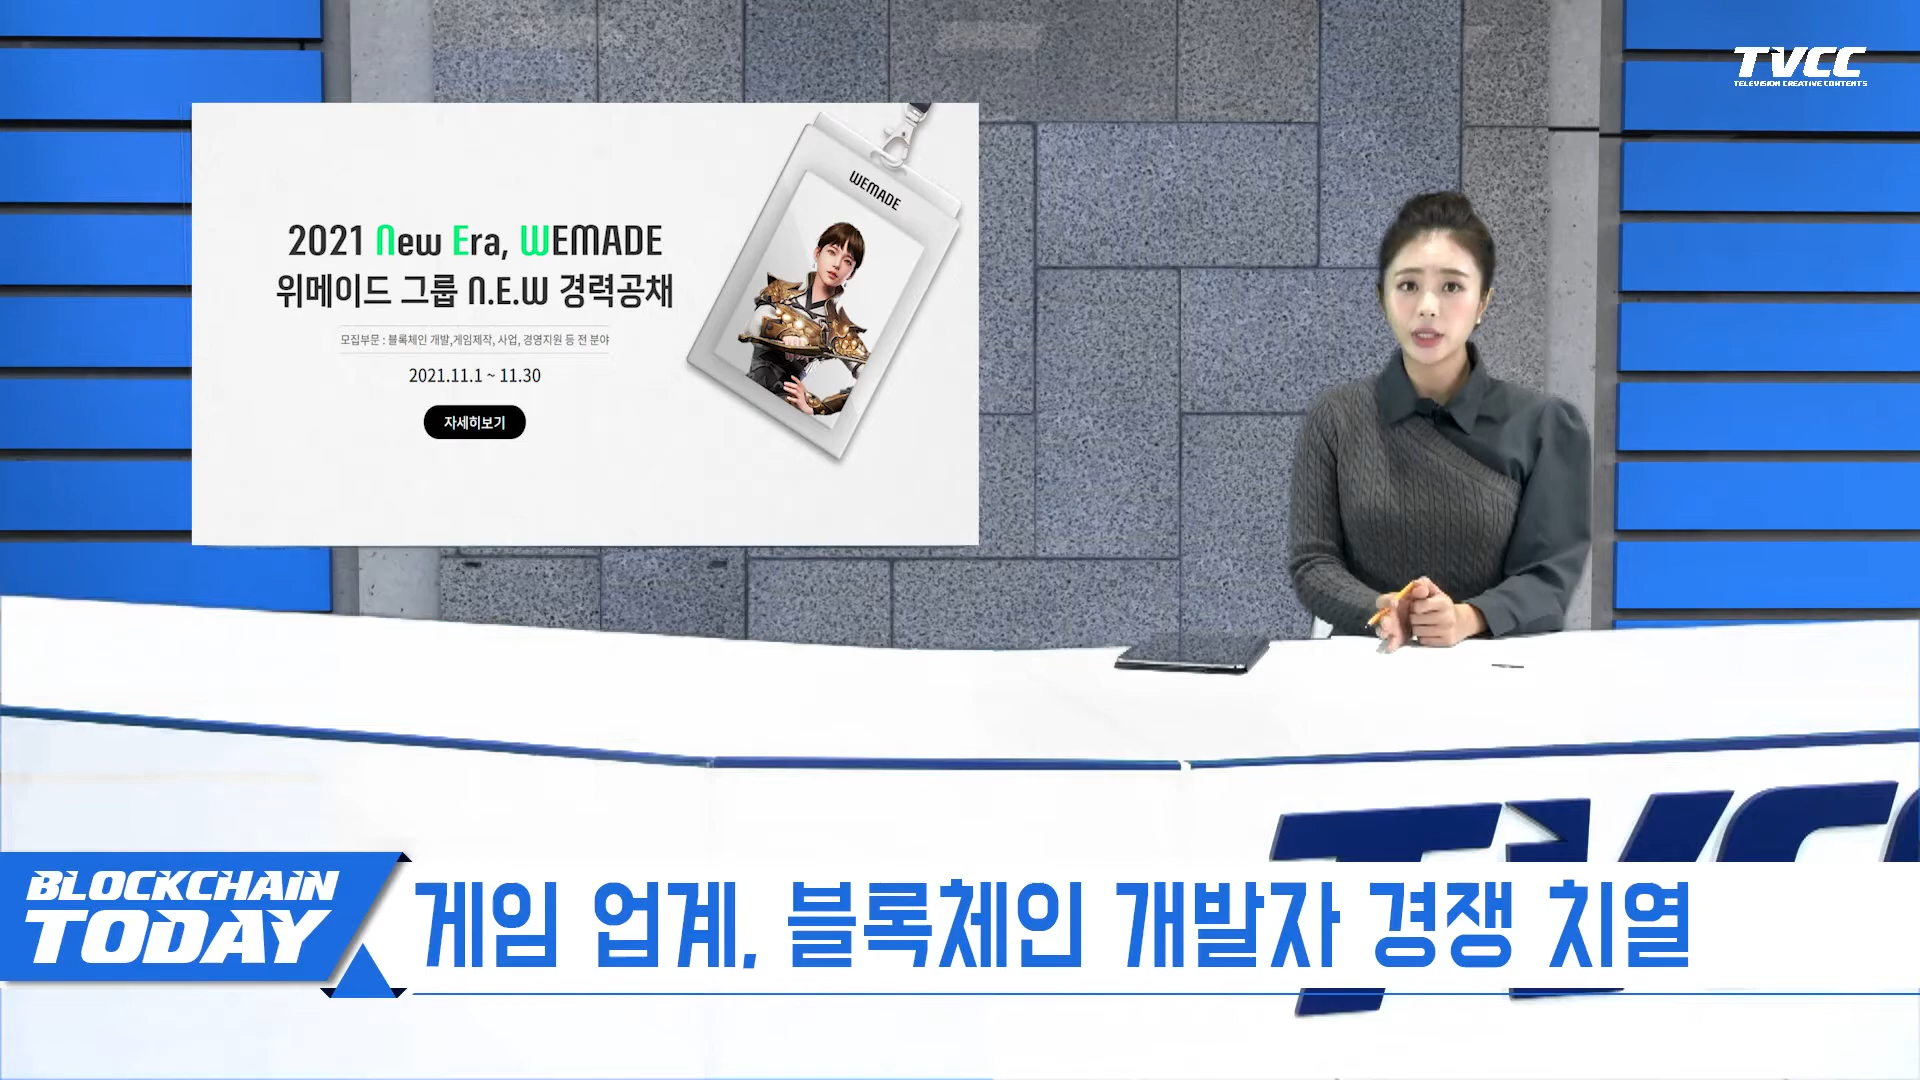 TVCC
TELEVISION CREATIVE CONTENTS
WEMADE
2021 New Era, WEMADE
위메이드 그룹 N.E.W 경력공채
모집부문 : 블록체인 개발,게임제작, 사업, 경영지원 등 전 분야
2021.11.1 ~ 11.30
자세히보기
TVCC
BLOCKCHAIN
TODAY
게임 업계, 블록체인 개발자 경쟁 치열